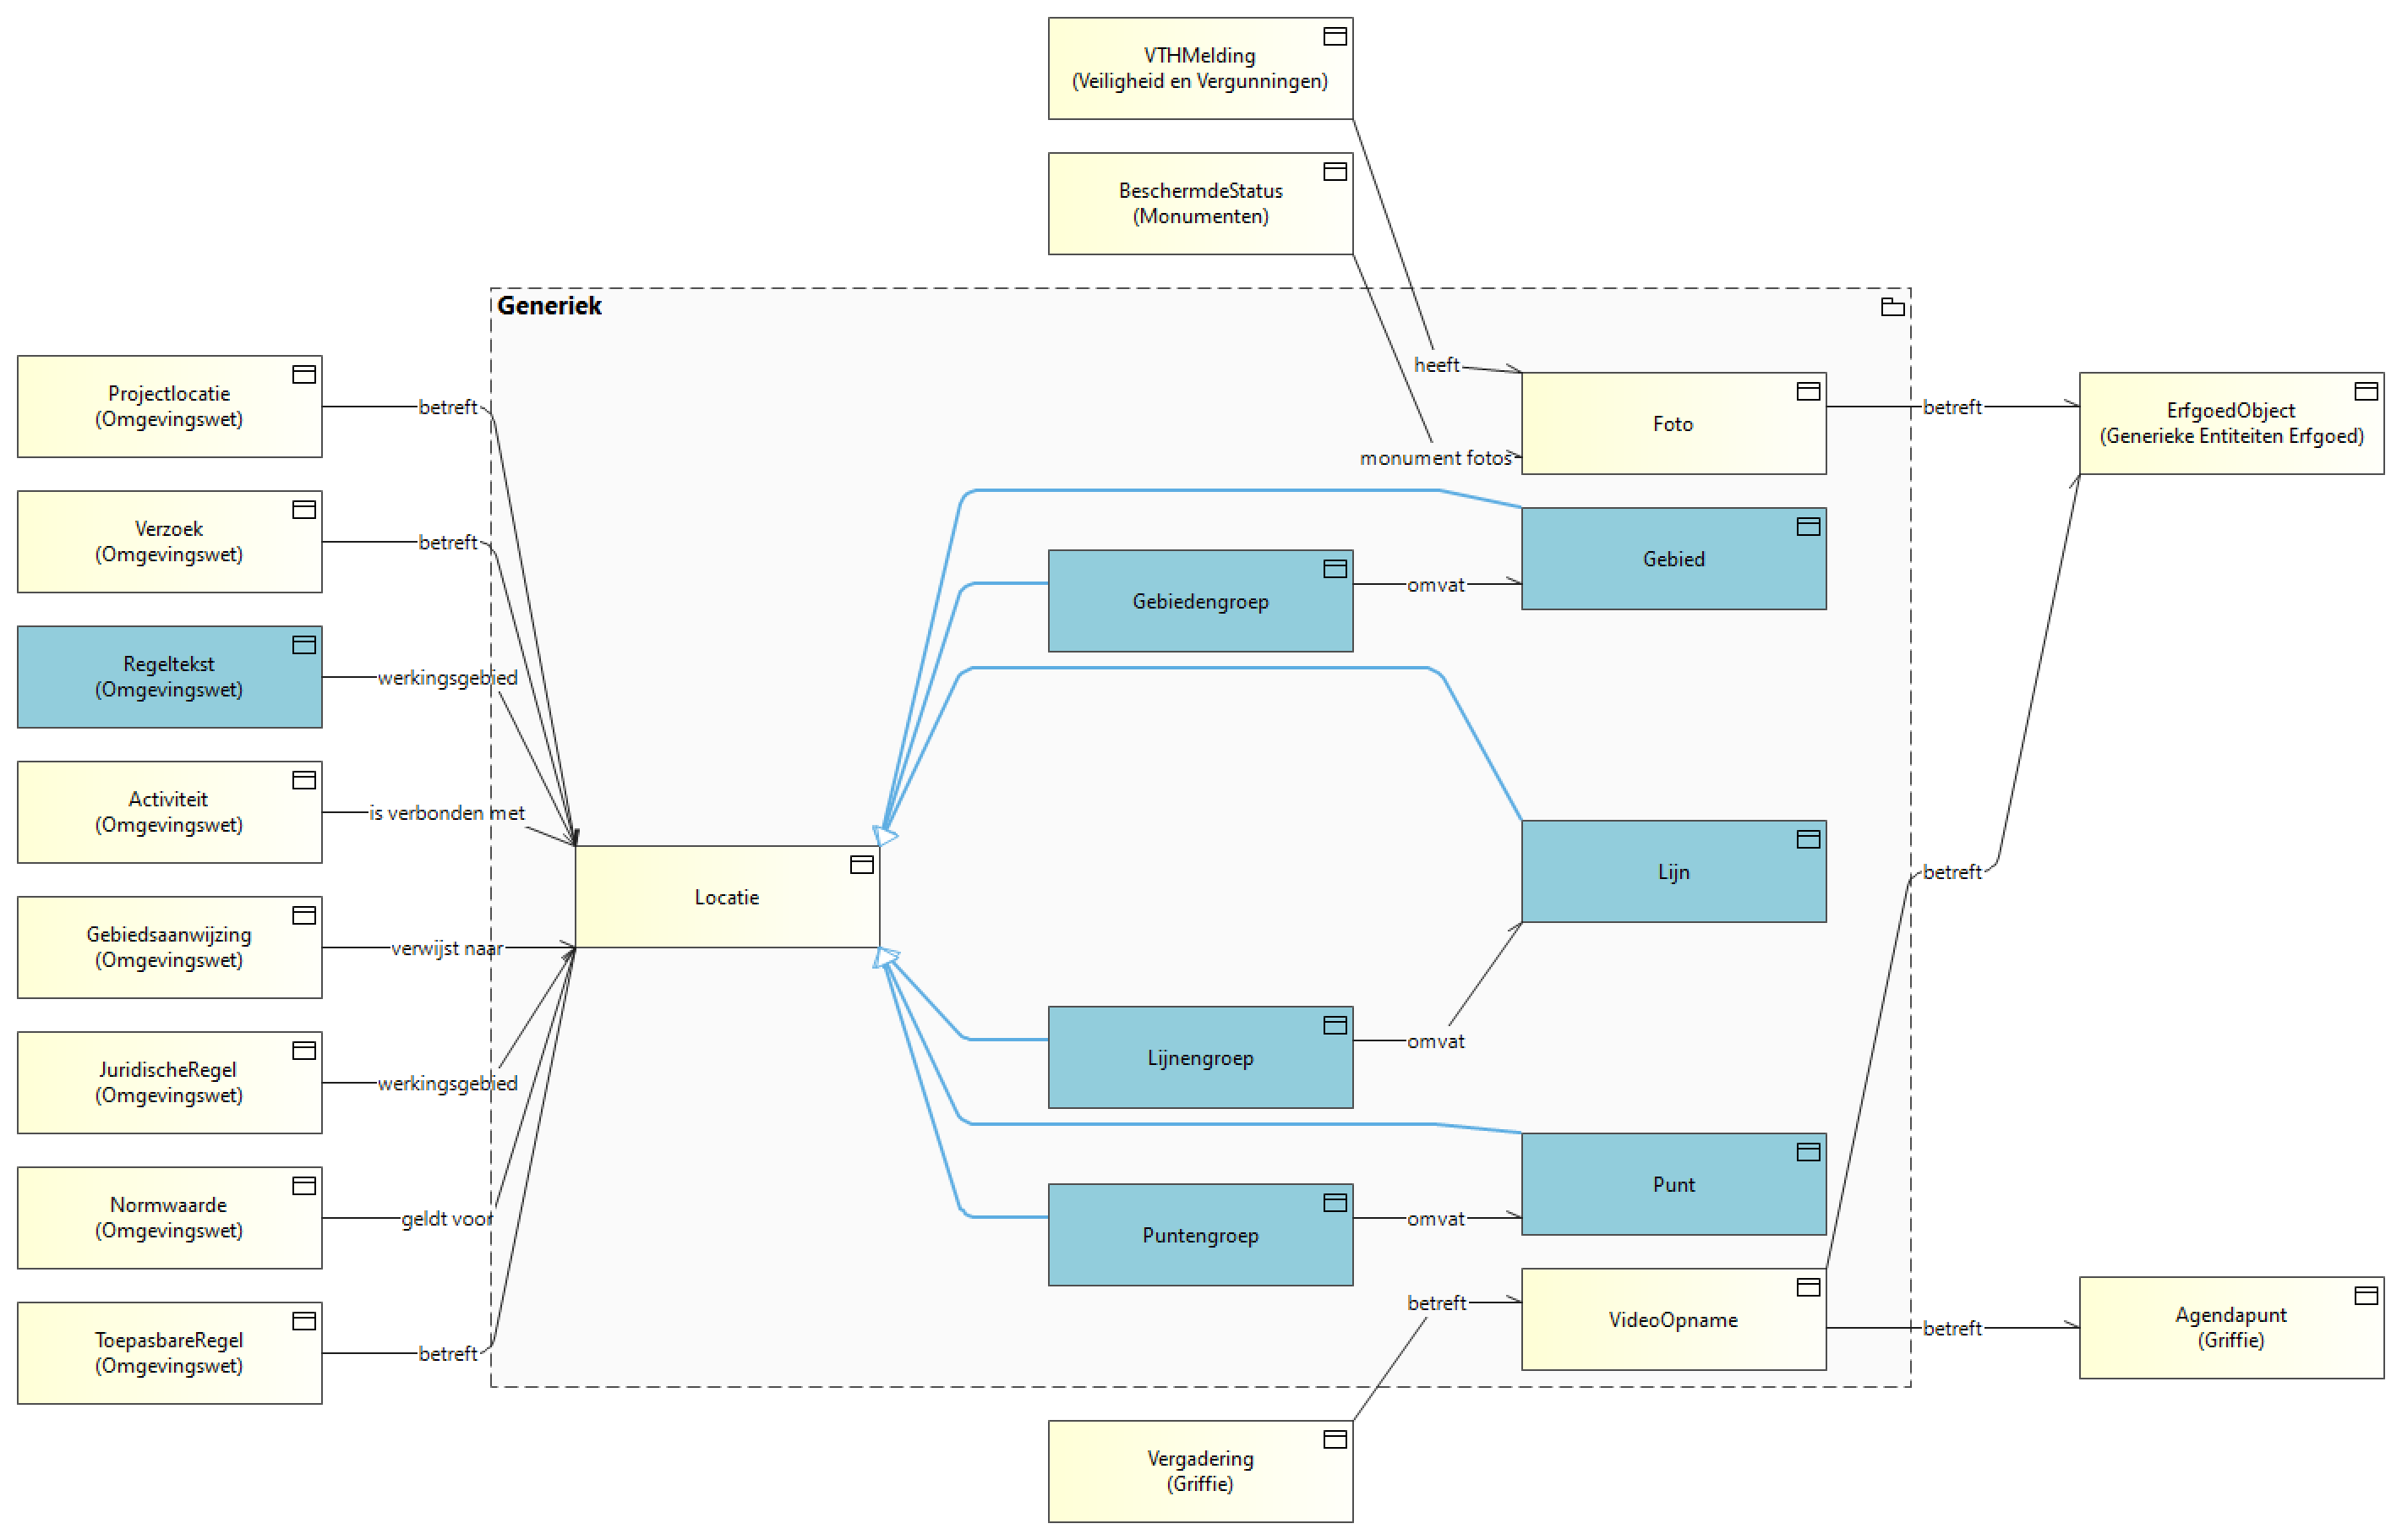 VTHMelding
(Veiligheid en Vergunningen)
BeschermdeStatus
(Monumenten)
Generiek
Projectlocatie
(Omgevingswet)
betreft
Verzoek
(Omgevingswet)
betreft
Regeltekst
(Omgevingswet)
werkingsgebied
Activiteit
(Omgevingswet)
is verbonden met
Gebiedsaanwijzing
(Omgevingswet)
verwijst naar
JuridischeRegel
(Omgevingswet)
werkingsgebied
Normwaarde
(Omgevingswet)
geldt voor
ToepasbareRegel
(Omgevingswet)
betreft
Locatie
heeft
monument fotos
Foto
betreft
ErfgoedObject
(Generieke Entiteiten Erfgoed)
Gebiedengroep
omvat
Gebied
Lijn
betreft
Lijnengroep
omvat
Punt
Puntengroep
omvat
betreft
VideoOpname
betreft
Agendapunt
(Griffie)
Vergadering
(Griffie)